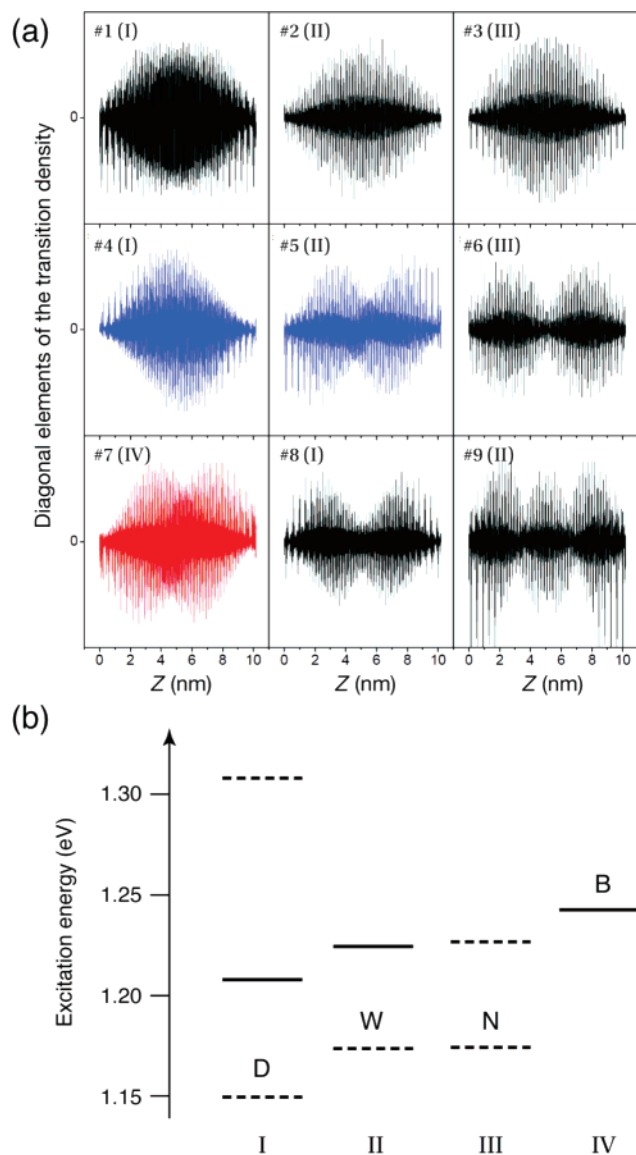 (a)
Diagonal elements of the transition density
#1 (I)
#2 (II)
#3 (III)
0
#4 (I)
#5 (II)
#6 (III)
0
#7 (IV)
#8 (I)
#9 (II)
0
0 2 4 6 8 10
0 2 4 6 8 10
0 2 4 6 8 10
Z (nm)
Z (nm)
Z (nm)
(b)
Excitation energy (eV)
1.30
1.25
1.20
1.15
B
W
N
D
I
II
III
IV